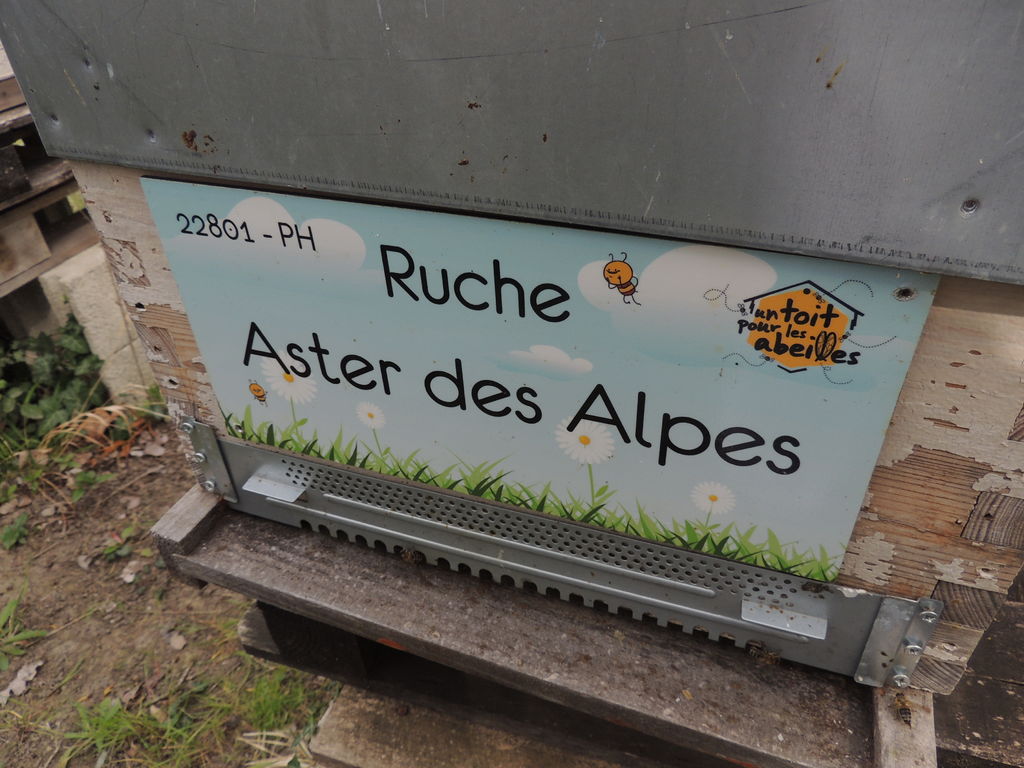 22801 - PH
Ruche
Aster des Alpes
un toit
pour les
abeilles